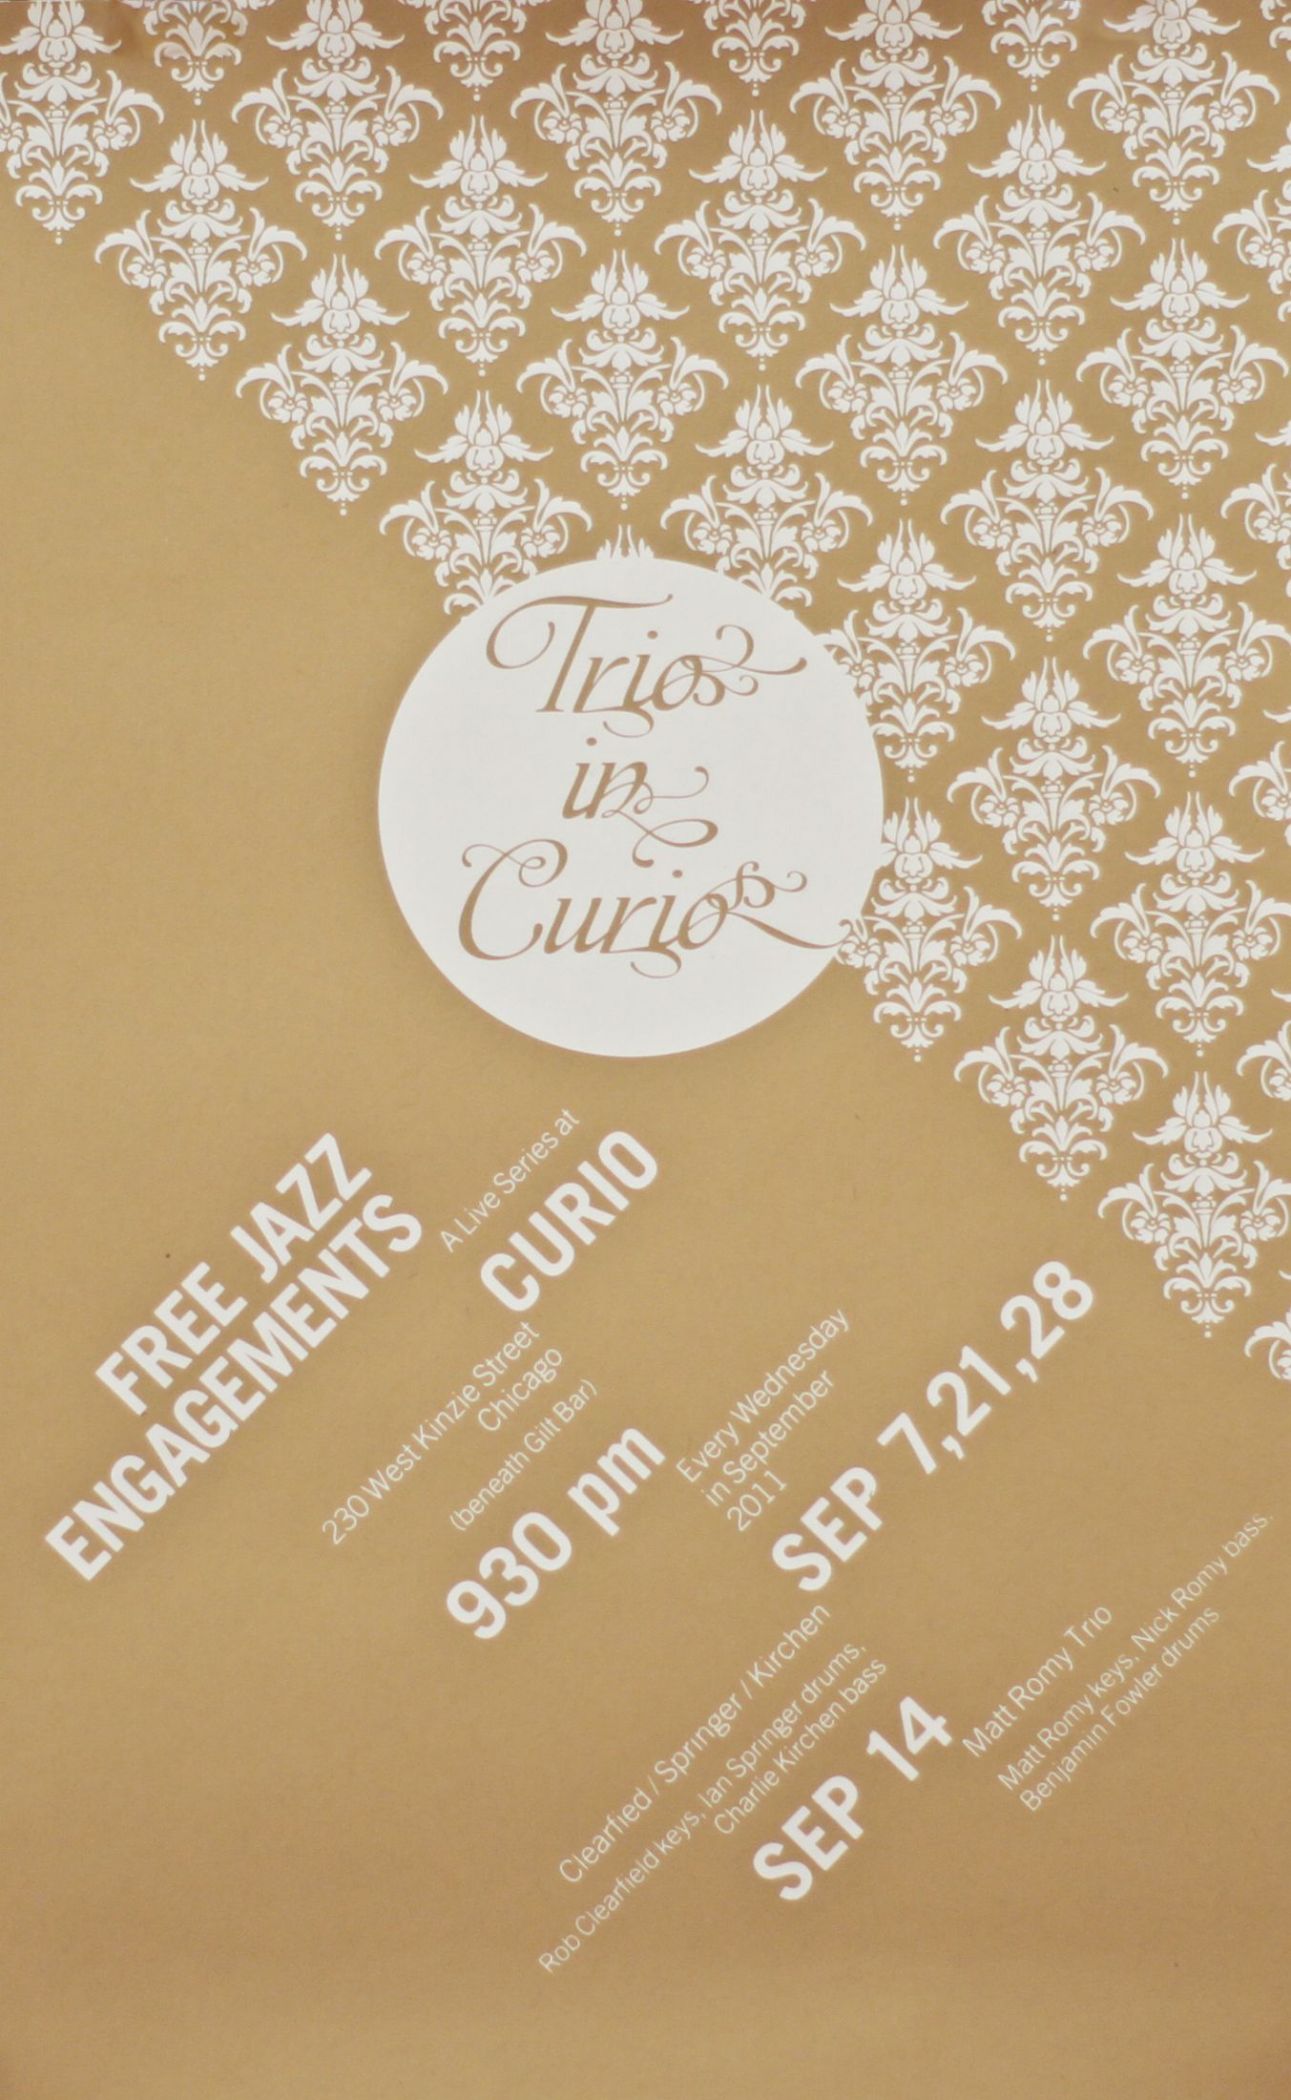 Trios
in
Curios
FREE JAZZ
ENGAGEMENTS
A Live Series at
CURIO
230 West Kinzie Street
Chicago
(beneath Gilt Bar)
930 pm
Every Wednesday
in September
2011
SEP 7,21,28
Clearfied / Springer / Kirchen
Rob Clearfield keys, Ian Springer drums,
Charlie Kirchen bass
SEP 14
Matt Romy Trio
Matt Romy keys, Nick Romy bass.
Benjamin Fowler drums